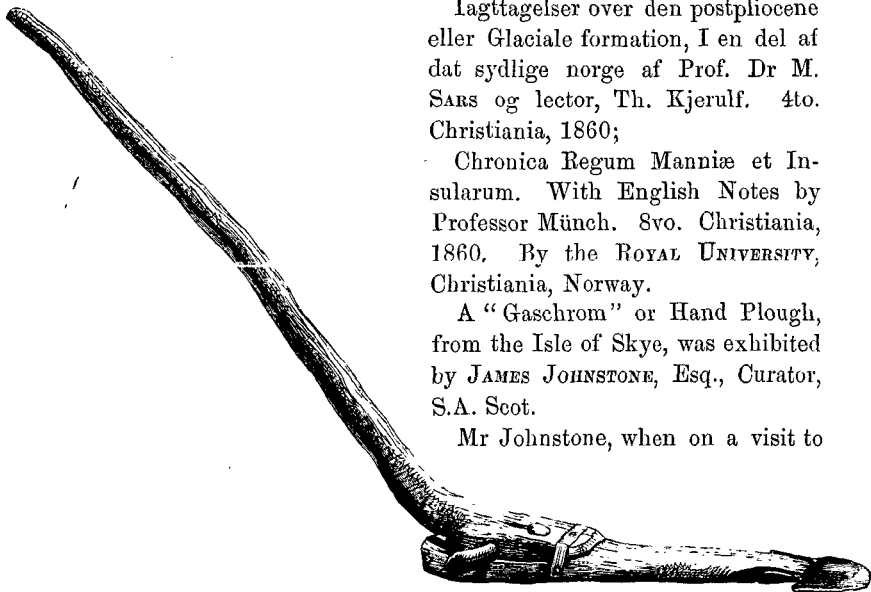 Iagttagelser over den postpliocene
eller Glaciale formation, I en del af
dat sydlige norge af Prof. Dr M.
SARS og lector, Th. Kjerulf. 4to.
Christiania, 1860;
Chronica Regum Manniæ et In-
sularum. With English Notes by
Professor Münch. 8vo. Christiania,
1860. By the ROYAL UNIVERSITY,
Christiania, Norway.
A “Gaschrom” or Hand Plough,
from the Isle of Skye, was exhibited
by JAMES JOHNSTONE, Esq., Curator,
S.A. Scot.
Mr Johnstone, when on a visit to